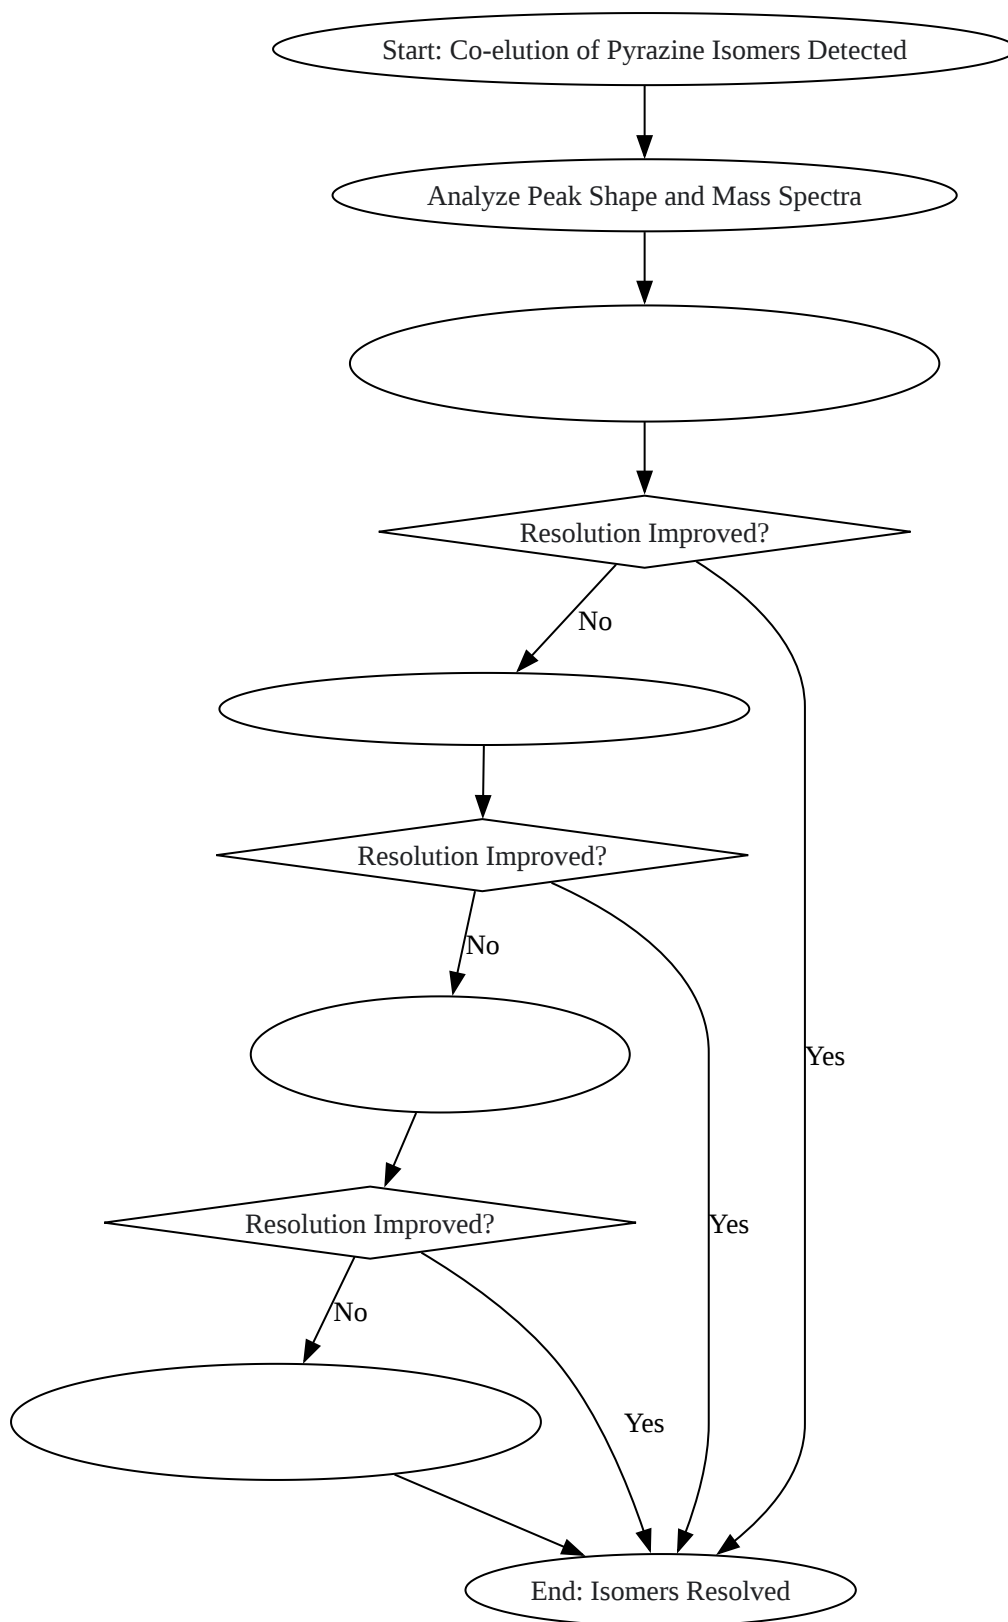 Start: Co-elution of Pyrazine Isomers Detected
Analyze Peak Shape and Mass Spectra
Resolution Improved?
No
Resolution Improved?
No
Yes
Resolution Improved?
Yes
No
Yes
End: Isomers Resolved